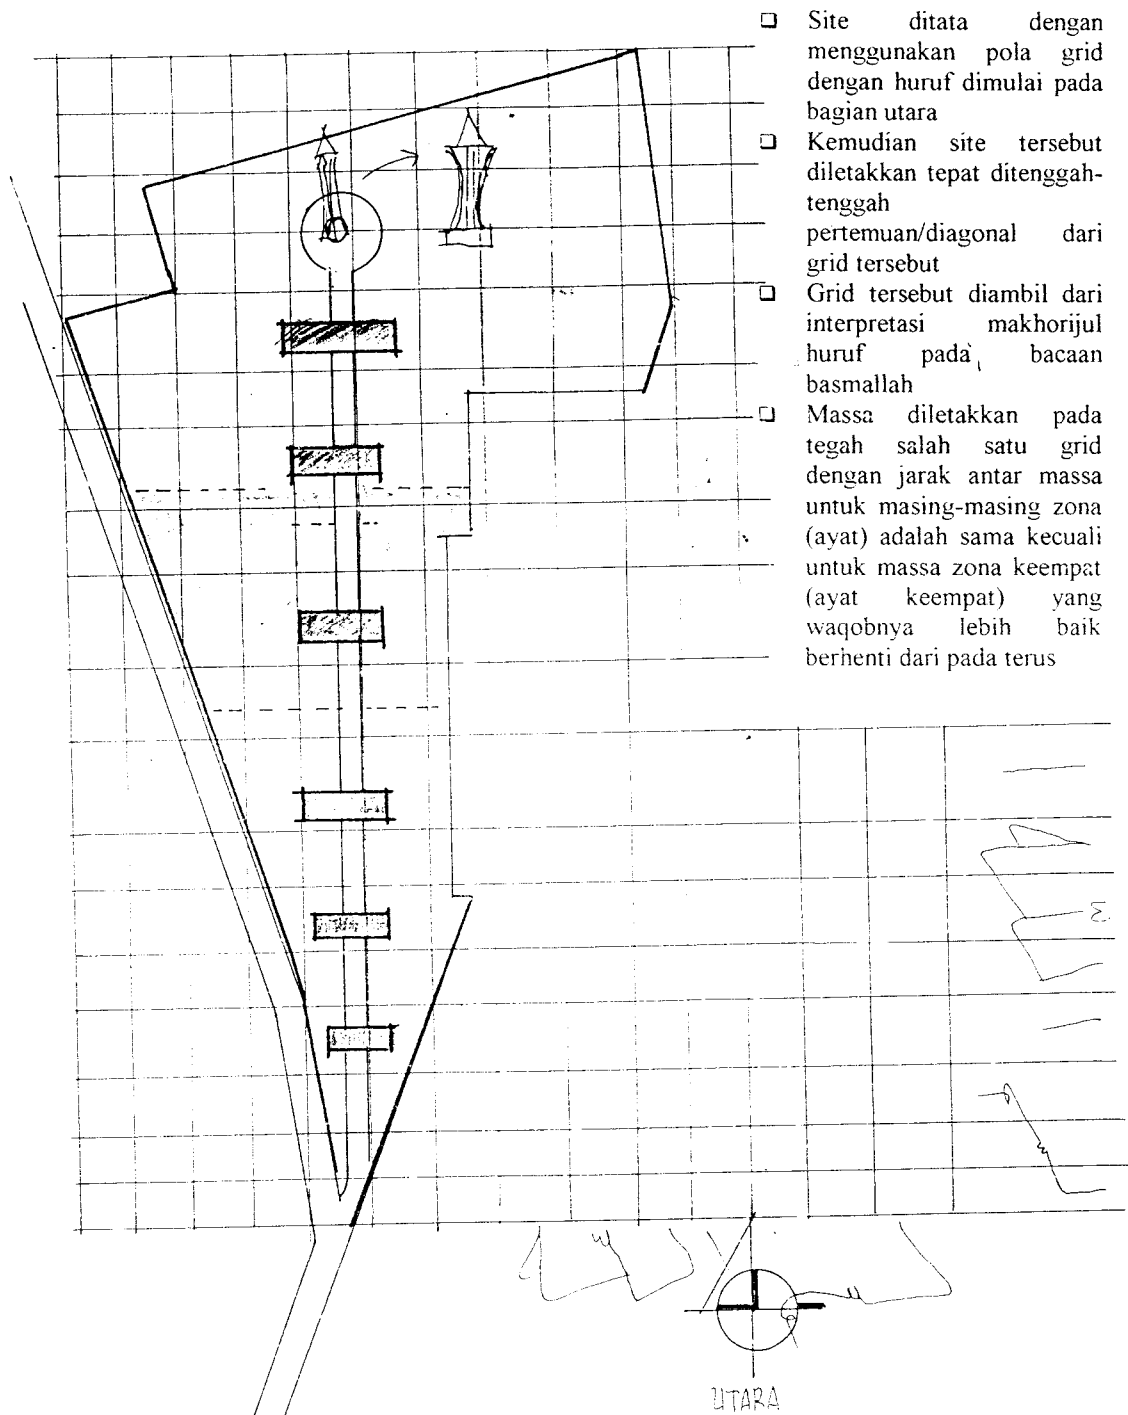 ❑ Site ditata dengan
menggunakan pola grid
dengan huruf dimulai pada
bagian utara
❑ Kemudian site tersebut
diletakkan tepat ditenggah-
tenggah
pertemuan/diagonal dari
grid tersebut
❑ Grid tersebut diambil dari
interpretasi makhorijul
huruf pada bacaan
basmallah
❑ Massa diletakkan pada
tegah salah satu grid
dengan jarak antar massa
untuk masing-masing zona
(ayat) adalah sama kecuali
untuk massa zona keempat
(ayat keempat) yang
waqobnya lebih baik
berhenti dari pada terus
UTARA